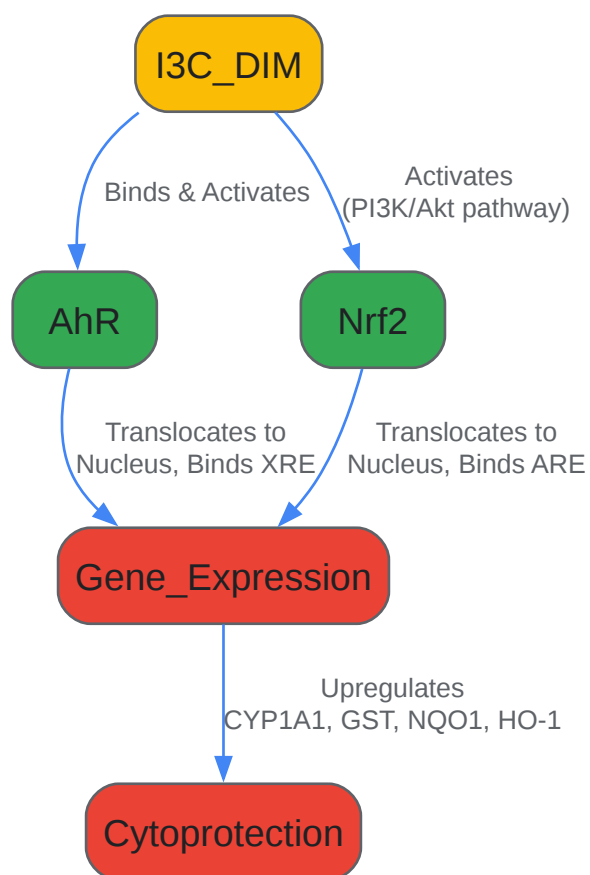 I3C_DIM
Binds & Activates
Activates
(PI3K/Akt pathway)
AhR
Nrf2
Translocates to
Nucleus, Binds XRE
Translocates to
Nucleus, Binds ARE
Gene_Expression
Upregulates
CYP1A1, GST, NQO1, HO-1
Cytoprotection